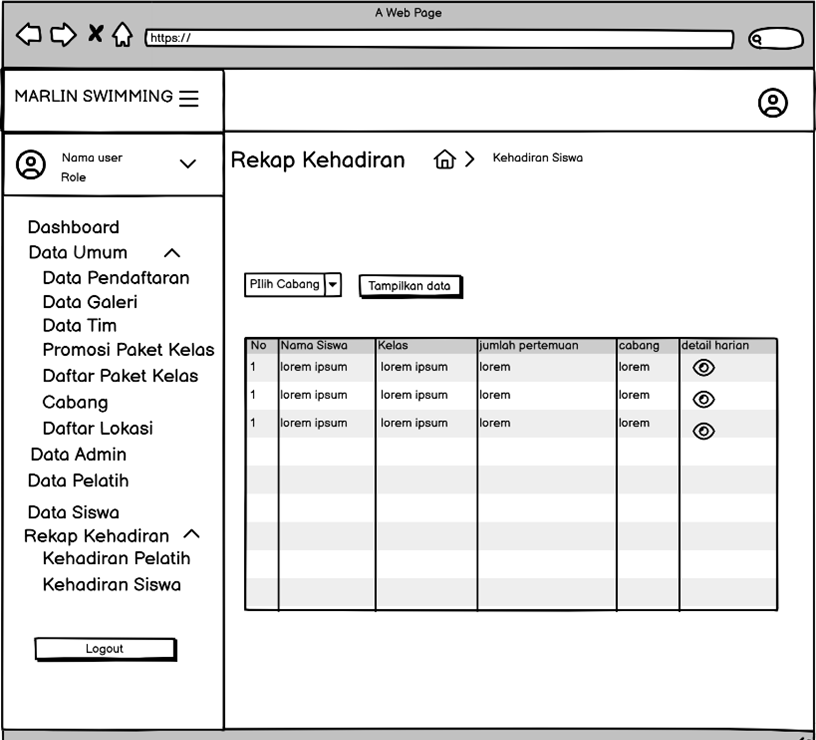 A Web Page
https://
MARLIN SWIMMING
Nama user
Role
Rekap Kehadiran
Kehadiran Siswa
Dashboard
Data Umum
Data Pendaftaran
Data Galeri
Data Tim
Promosi Paket Kelas
Daftar Paket Kelas
Cabang
Daftar Lokasi
Data Admin
Data Pelatih
Data Siswa
Rekap Kehadiran
Kehadiran Pelatih
Kehadiran Siswa
Logout
PIlih Cabang
Tampilkan data
No Nama Siswa Kelas jumlah pertemuan cabang detail harian
1 lorem ipsum lorem ipsum lorem lorem
1 lorem ipsum lorem ipsum lorem lorem
1 lorem ipsum lorem ipsum lorem lorem